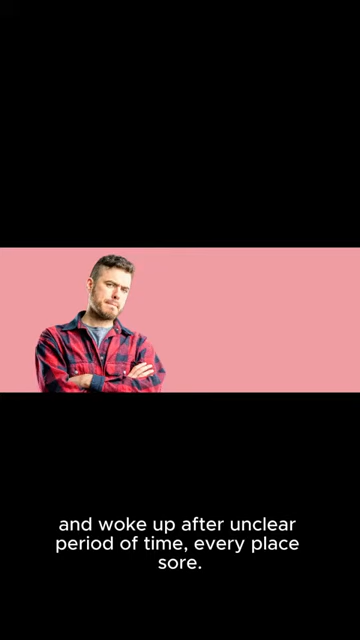 and woke up after unclear
period of time, every place
sore.